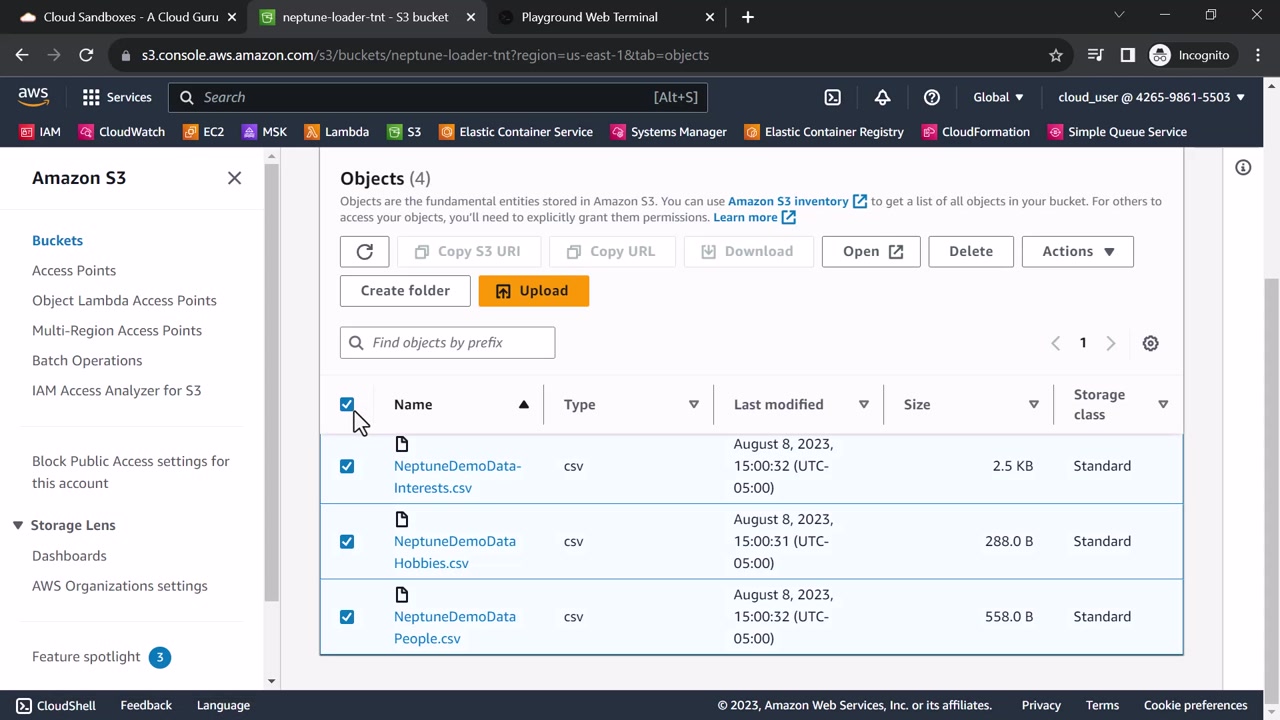 Cloud Sandboxes - A Cloud Guru
neptune-loader-tnt - S3 bucket
Playground Web Terminal
s3.console.aws.amazon.com/s3/buckets/neptune-loader-tnt?region=us-east-1&tab=objects
Incognito
aws
Services
Search
[Alt+S]
Global
cloud_user @ 4265-9861-5503
IAM
CloudWatch
EC2
MSK
Lambda
S3
Elastic Container Service
Systems Manager
Elastic Container Registry
CloudFormation
Simple Queue Service
Amazon S3
Buckets
Access Points
Object Lambda Access Points
Multi-Region Access Points
Batch Operations
IAM Access Analyzer for S3
Block Public Access settings for
this account
Storage Lens
Dashboards
AWS Organizations settings
Feature spotlight 3
Objects (4)
Objects are the fundamental entities stored in Amazon S3. You can use Amazon S3 inventory to get a list of all objects in your bucket. For others to
access your objects, you'll need to explicitly grant them permissions. Learn more
Copy S3 URI
Copy URL
Download
Open
Delete
Actions
Create folder
Upload
Find objects by prefix
1
Name
Type
Last modified
Size
Storage
class
NeptuneDemoData-
Interests.csv
csv
August 8, 2023,
15:00:32 (UTC-
05:00)
2.5 KB
Standard
NeptuneDemoData
Hobbies.csv
csv
August 8, 2023,
15:00:31 (UTC-
05:00)
288.0 B
Standard
NeptuneDemoData
People.csv
csv
August 8, 2023,
15:00:32 (UTC-
05:00)
558.0 B
Standard
CloudShell
Feedback
Language
© 2023, Amazon Web Services, Inc. or its affiliates.
Privacy
Terms
Cookie preferences